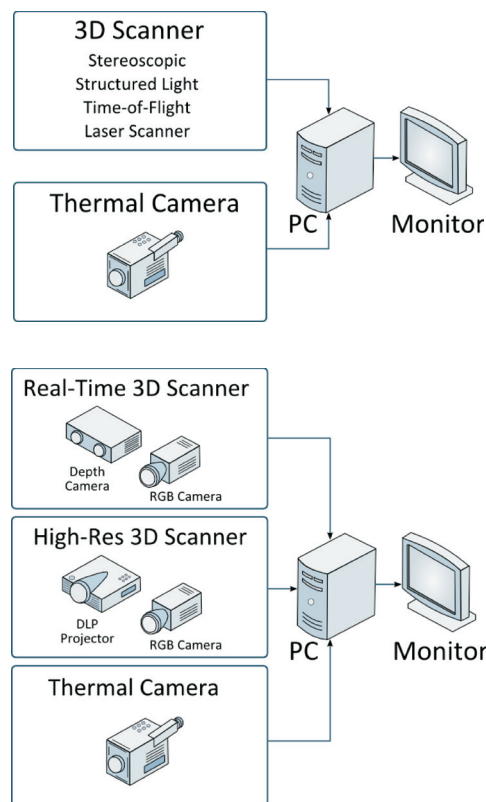 3D Scanner
Stereoscopic
Structured Light
Time-of-Flight
Laser Scanner
Thermal Camera
PC
Monitor
Real-Time 3D Scanner
Depth
Camera
RGB Camera
High-Res 3D Scanner
DLP
Projector
RGB Camera
Thermal Camera
PC
Monitor